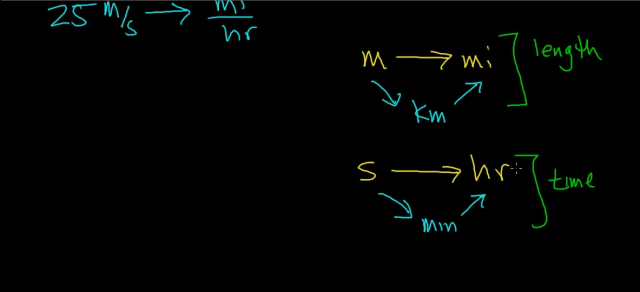 25 m/s → mi/hr
m → mi ] length
km
s → hr ] time
min